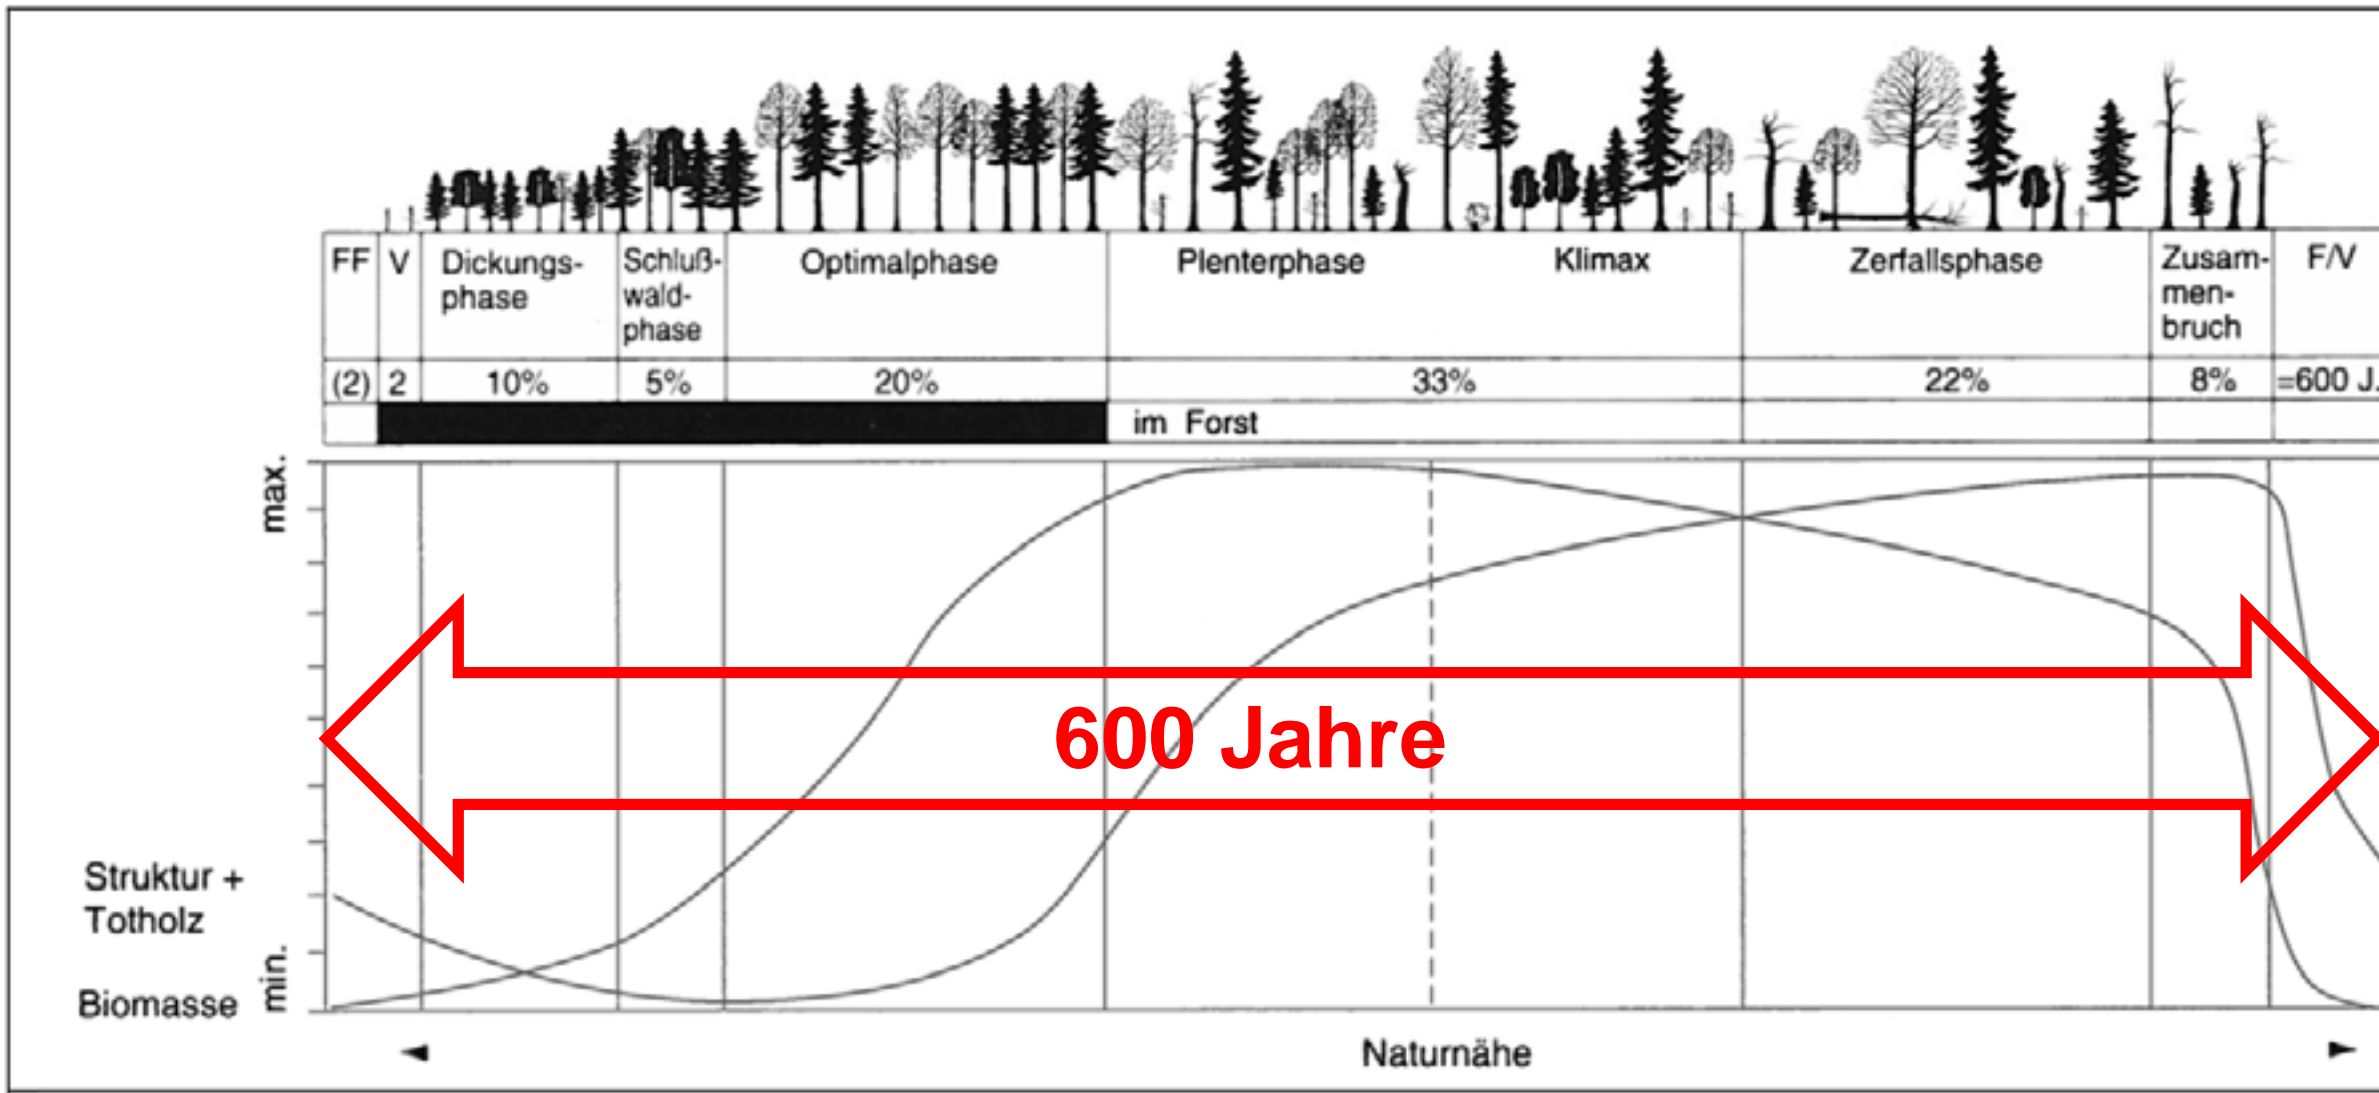 FF
V
Dickungs-
phase
Schluß-
wald-
phase
Optimalphase
Plenterphase
Klimax
Zerfallsphase
Zusam-
men-
bruch
F/V
(2)
2
10%
5%
20%
33%
22%
8%
=600 J.
im Forst
max.
600 Jahre
Struktur +
Totholz
min.
Biomasse
Naturnähe